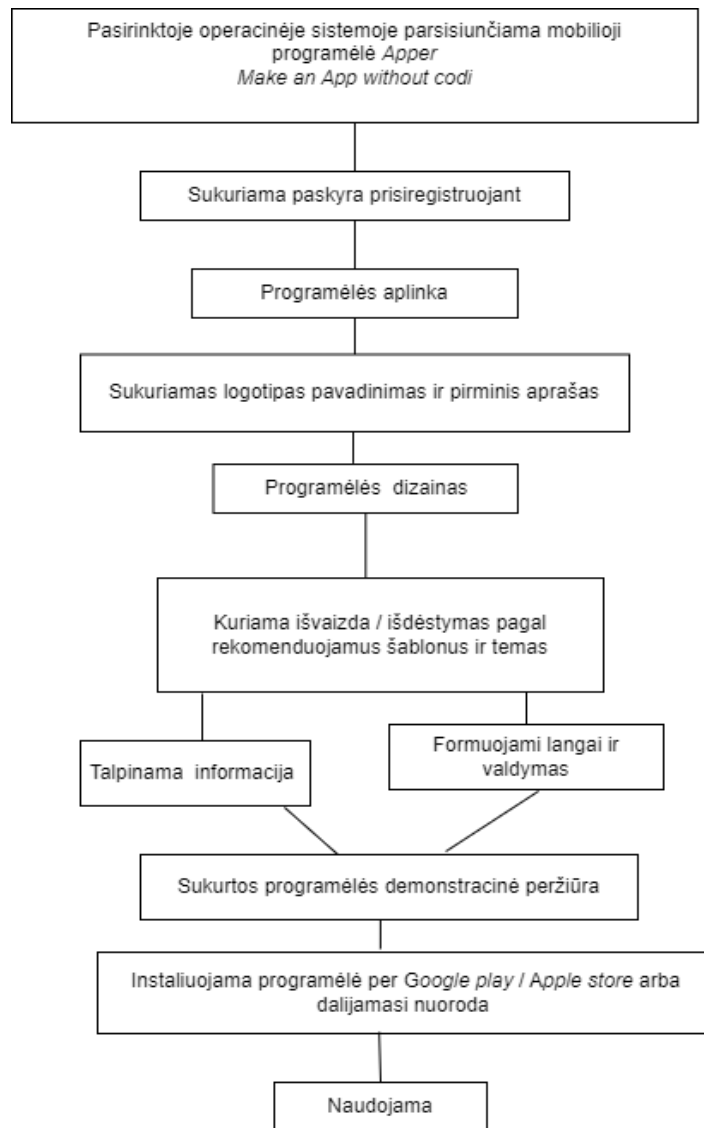 Pasirinktoje operacinėje sistemoje parsisiunčiama mobilioji
programėlė Apper
Make an App without codi
Sukuriama paskyra prisiregistruojant
Programėlės aplinka
Sukuriamas logotipas pavadinimas ir pirminis aprašas
Programėlės dizainas
Kuriama išvaizda / išdėstymas pagal
rekomenduojamus šablonus ir temas
Talpinama informacija
Formuojami langai ir
valdymas
Sukurtos programėlės demonstracinė peržiūra
Instaliuojama programėlė per Google play / Apple store arba
dalijamasi nuoroda
Naudojama